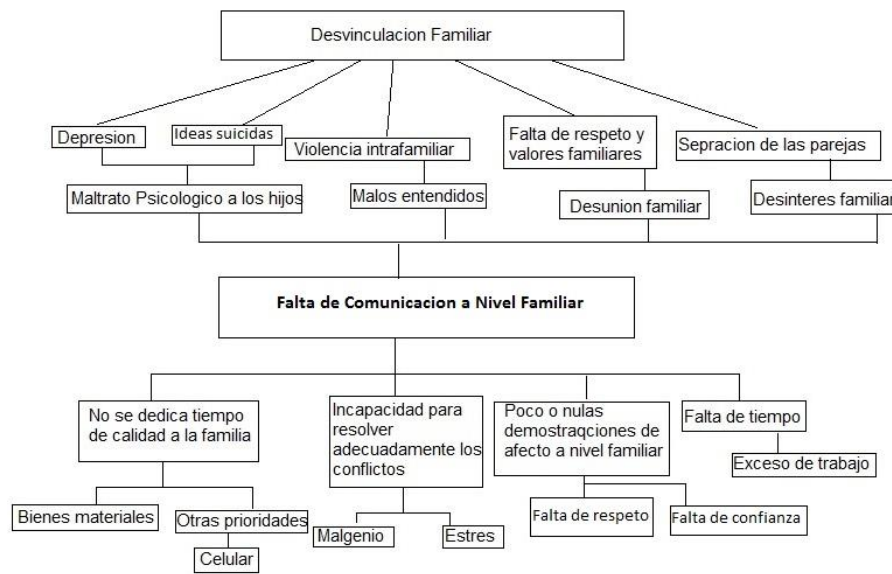 Desvinculacion Familiar
Depresion
Ideas suicidas
Violencia intrafamiliar
Falta de respeto y
valores familiares
Sepracion de las parejas
Maltrato Psicologico a los hijos
Malos entendidos
Desunion familiar
Desinteres familiar
Falta de Comunicacion a Nivel Familiar
No se dedica tiempo
de calidad a la familia
Incapacidad para
resolver
adecuadamente los
conflictos
Poco o nulas
demostraqciones de
afecto a nivel familiar
Falta de tiempo
Exceso de trabajo
Bienes materiales
Otras prioridades
Celular
Malgenio
Estres
Falta de respeto
Falta de confianza